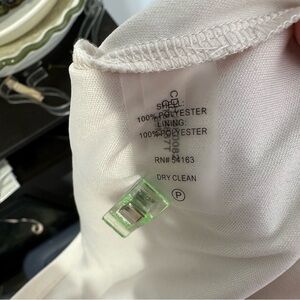 SHELL:
100% POLYESTER
LINING:
100% POLYESTER
RN# 54163
DRY CLEAN
P